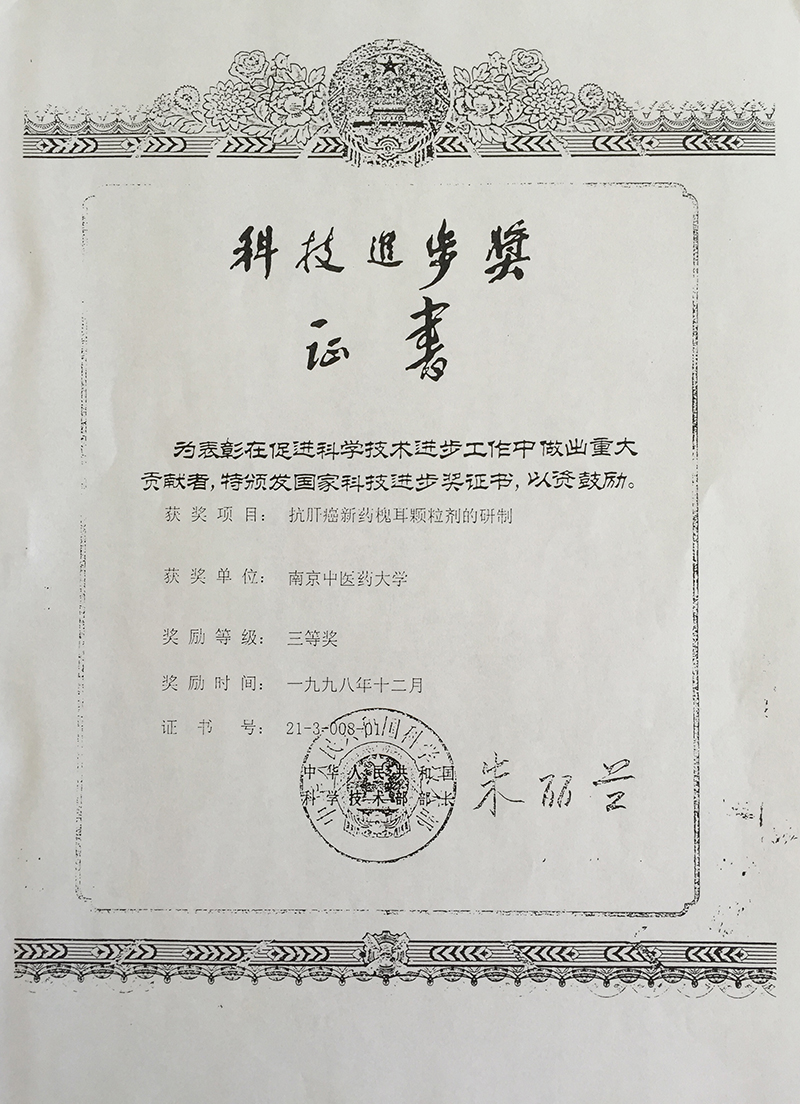 科技進步獎
证書
为表彰在促进科学技术进步工作中做出重大
贡献者，特颁发国家科技进步奖证书，以资鼓励。
获奖项目：抗肝癌新药槐耳颗粒剂的研制
获奖单位：南京中医药大学
奖励等级：三等奖
奖励时间：一九九八年十二月
证书号：21-3-008-01
中华人民共和国
科学技术部部长
朱丽兰